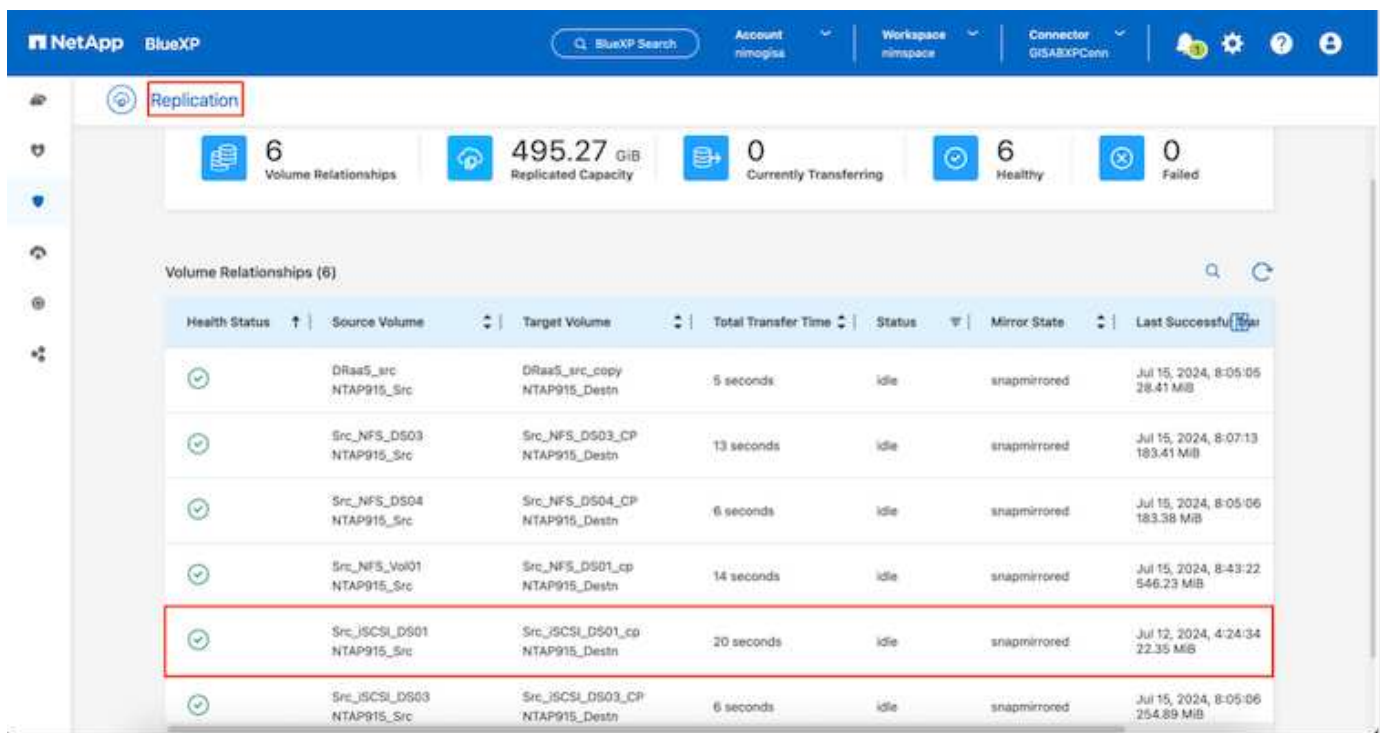 NetApp BlueXP
BlueXP Search
Account
nimogisa
Workspace
nimspace
Connector
GISABXPConn
1
Replication
6
Volume Relationships
495.27 GiB
Replicated Capacity
0
Currently Transferring
6
Healthy
0
Failed
Volume Relationships (6)
Health Status Source Volume Target Volume Total Transfer Time Status Mirror State Last Successful
DRaaS_src DRaaS_src_copy 5 seconds idle snapmirrored Jul 15, 2024, 8:05:05
NTAP915_Src NTAP915_Destn 28.41 MiB
Src_NFS_DS03 Src_NFS_DS03_CP 13 seconds idle snapmirrored Jul 15, 2024, 8:07:13
NTAP915_Src NTAP915_Destn 183.41 MiB
Src_NFS_DS04 Src_NFS_DS04_CP 6 seconds idle snapmirrored Jul 15, 2024, 8:05:06
NTAP915_Src NTAP915_Destn 183.38 MiB
Src_NFS_Vol01 Src_NFS_DS01_cp 14 seconds idle snapmirrored Jul 15, 2024, 8:43:22
NTAP915_Src NTAP915_Destn 546.23 MiB
Src_iSCSI_DS01 Src_iSCSI_DS01_cp 20 seconds idle snapmirrored Jul 12, 2024, 4:24:34
NTAP915_Src NTAP915_Destn 22.35 MiB
Src_iSCSI_DS03 Src_iSCSI_DS03_CP 6 seconds idle snapmirrored Jul 15, 2024, 8:05:06
NTAP915_Src NTAP915_Destn 254.89 MiB